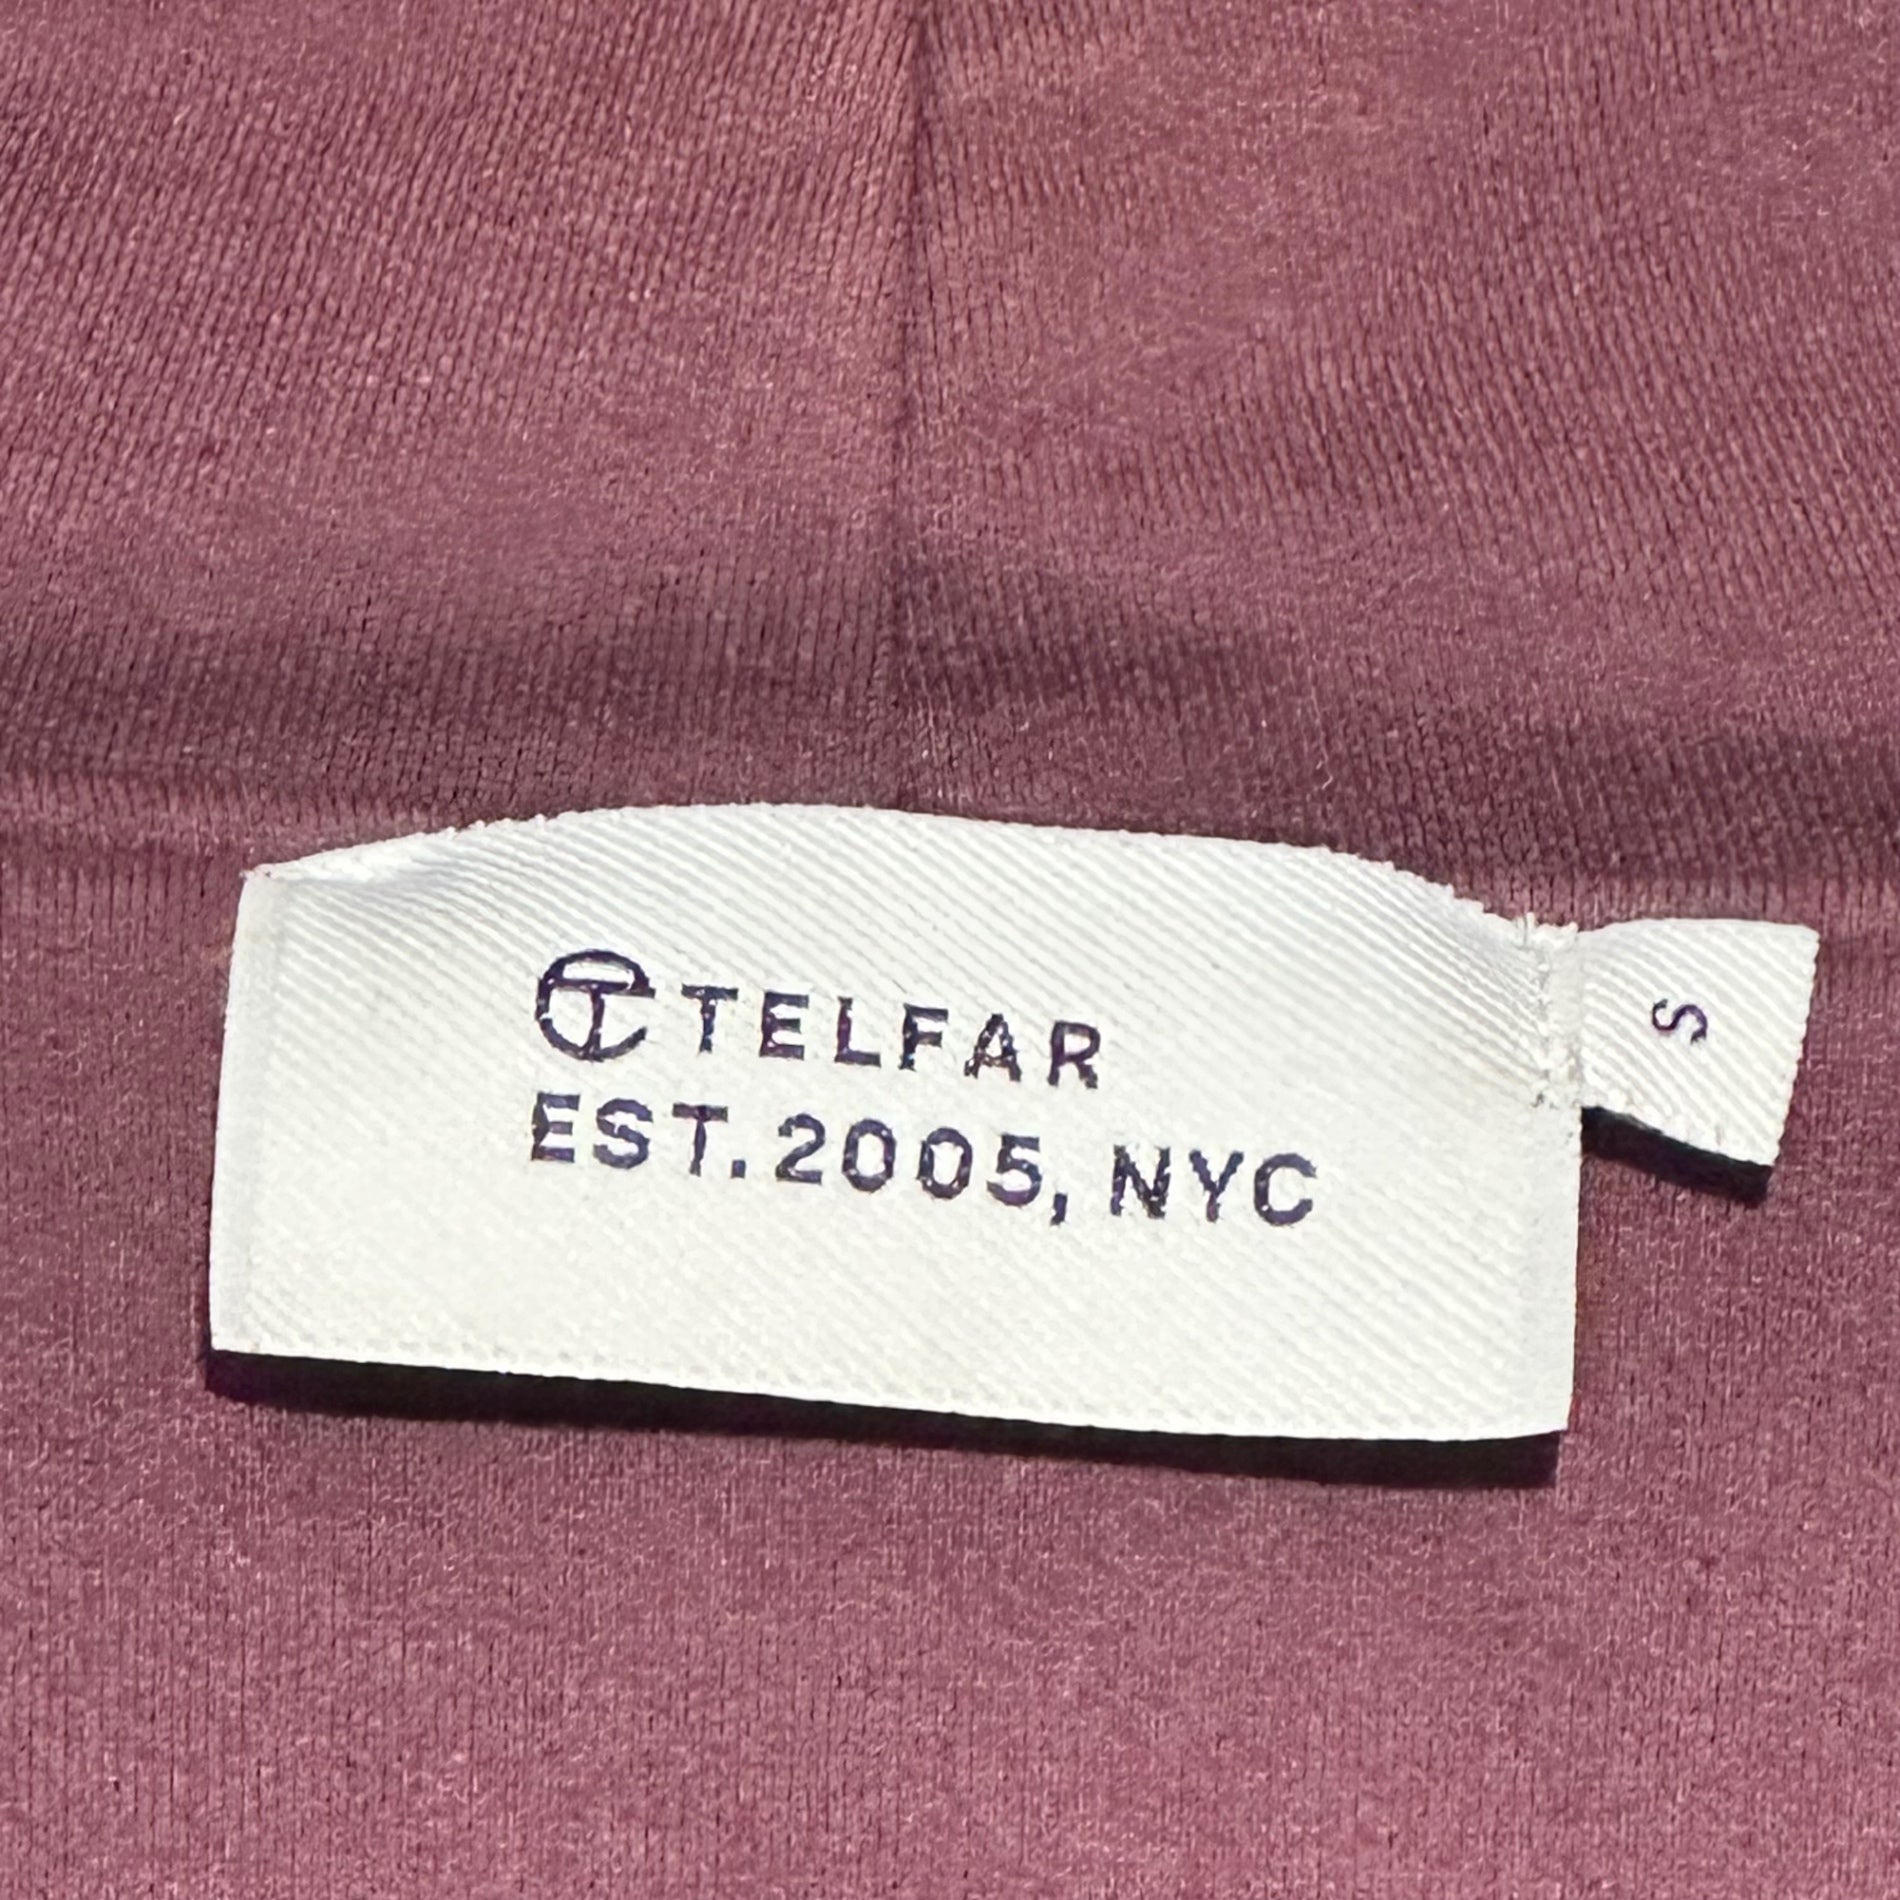 TELFAR
EST. 2005, NYC
S